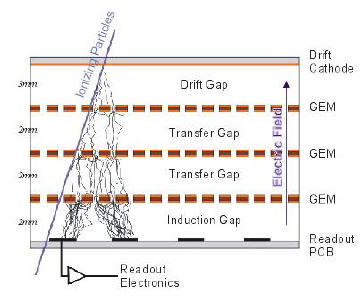 Ionizing Particles
Drift
Cathode
3mm
Drift Gap
GEM
2mm
Transfer Gap
Electric Field
GEM
2mm
Transfer Gap
GEM
2mm
Induction Gap
Readout
PCB
Readout
Electronics